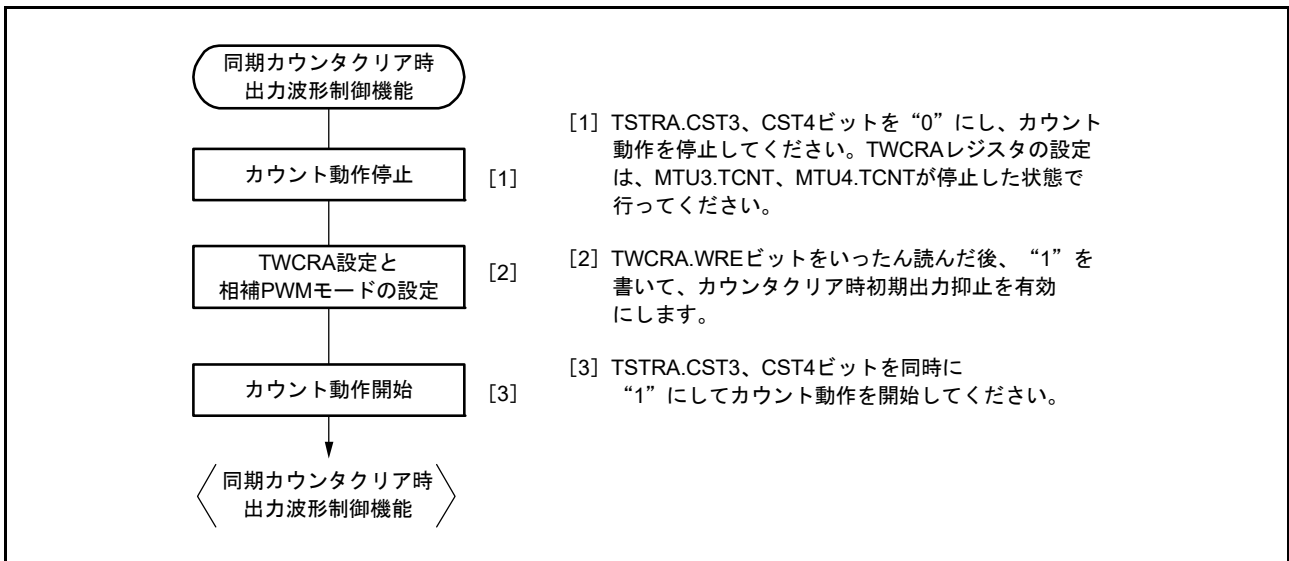 同期カウンタクリア時
出力波形制御機能
カウント動作停止
[1]
[1] TSTRA.CST3、CST4ビットを“0”にし、カウント
動作を停止してください。TWCRAレジスタの設定
は、MTU3.TCNT、MTU4.TCNTが停止した状態で
行ってください。
TWCRA設定と
相補PWMモードの設定
[2]
[2] TWCRA.WREビットをいったん読んだ後、“1”を
書いて、カウンタクリア時初期出力抑止を有効
にします。
カウント動作開始
[3]
[3] TSTRA.CST3、CST4ビットを同時に
“1”にしてカウント動作を開始してください。
同期カウンタクリア時
出力波形制御機能